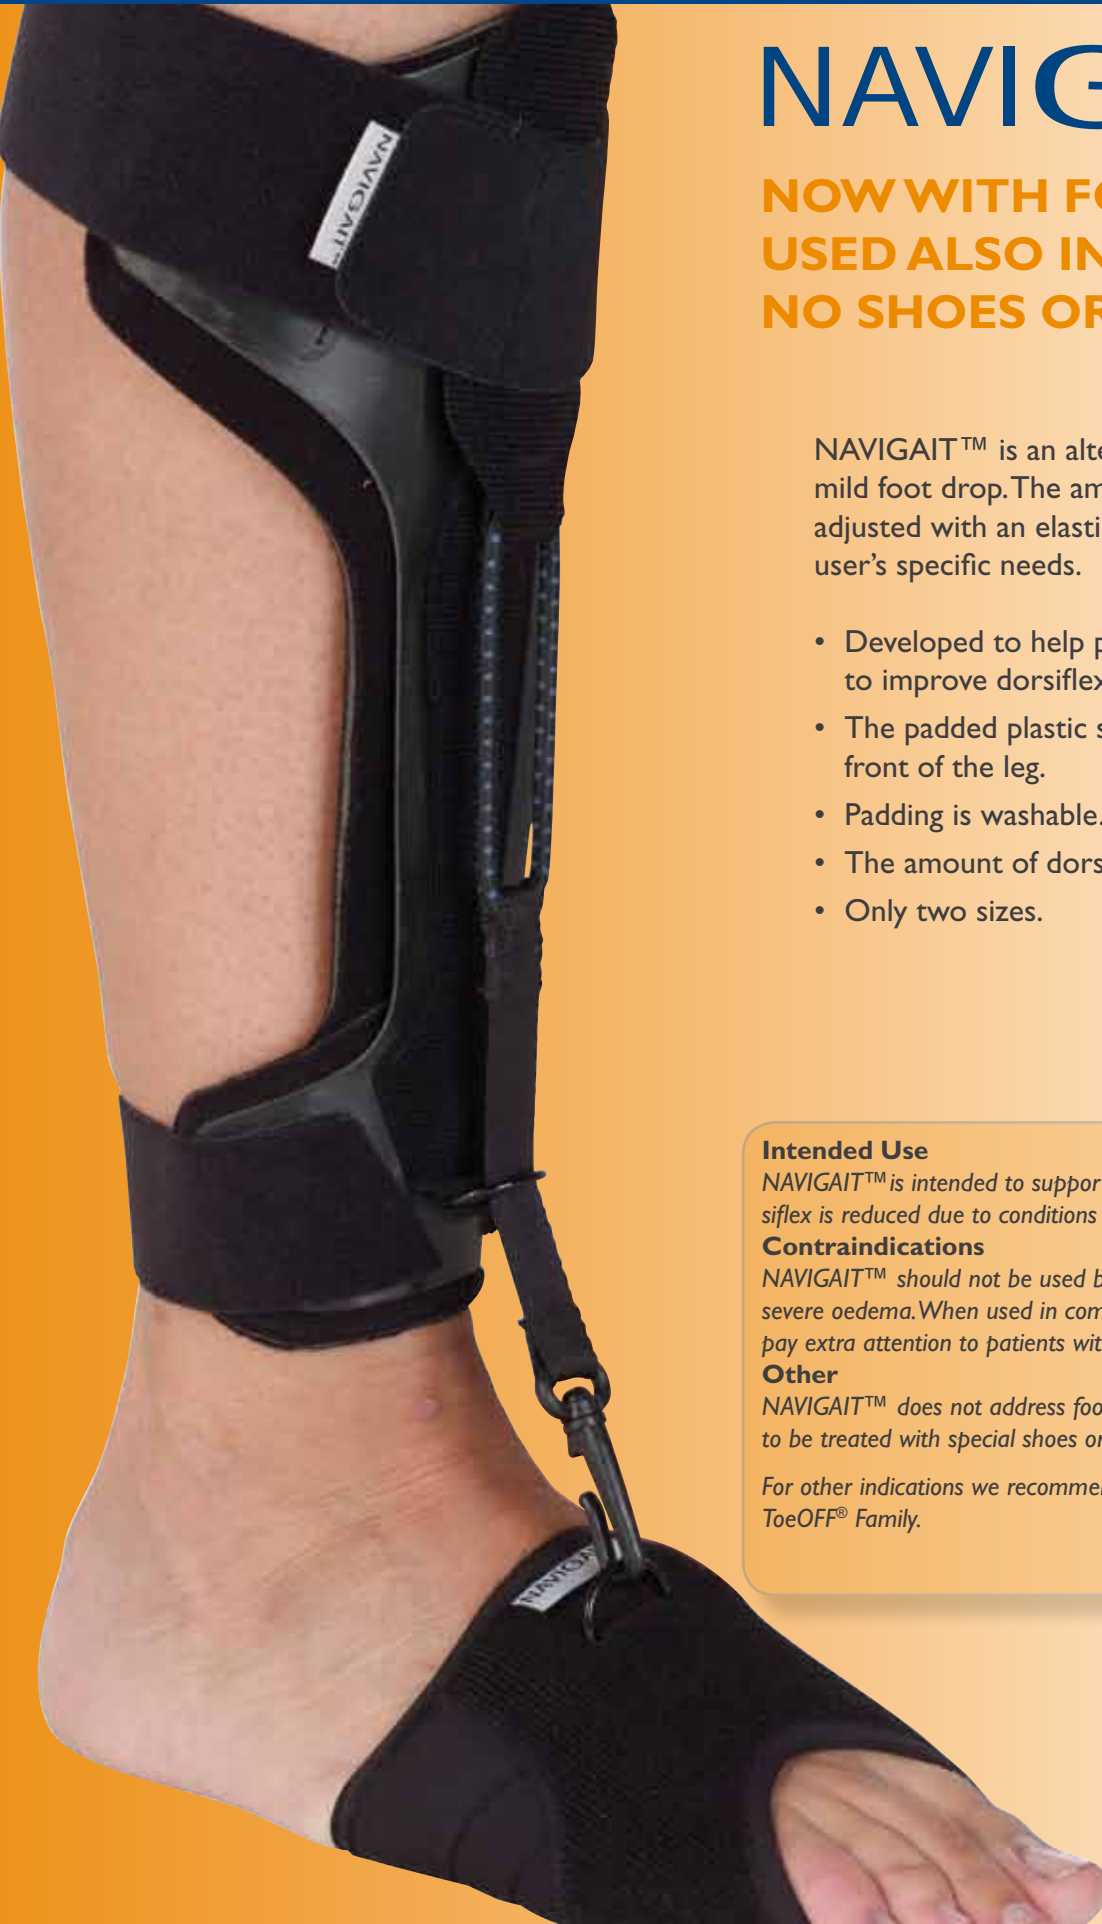 NAVIG
NOW WITH FO
USED ALSO IN
NO SHOES OR
NAVIGAIT™
NAVIGAIT™ is an alte
mild foot drop. The am
adjusted with an elasti
user's specific needs.
• Developed to help p
to improve dorsiflex
• The padded plastic s
front of the leg.
• Padding is washable.
• The amount of dors
• Only two sizes.
Intended Use
NAVIGAIT™ is intended to suppor
siflex is reduced due to conditions
Contraindications
NAVIGAIT™ should not be used b
severe oedema. When used in com
pay extra attention to patients wit
Other
NAVIGAIT™ does not address foo
to be treated with special shoes or
For other indications we recomme
ToeOFF® Family.
NAVIGAI